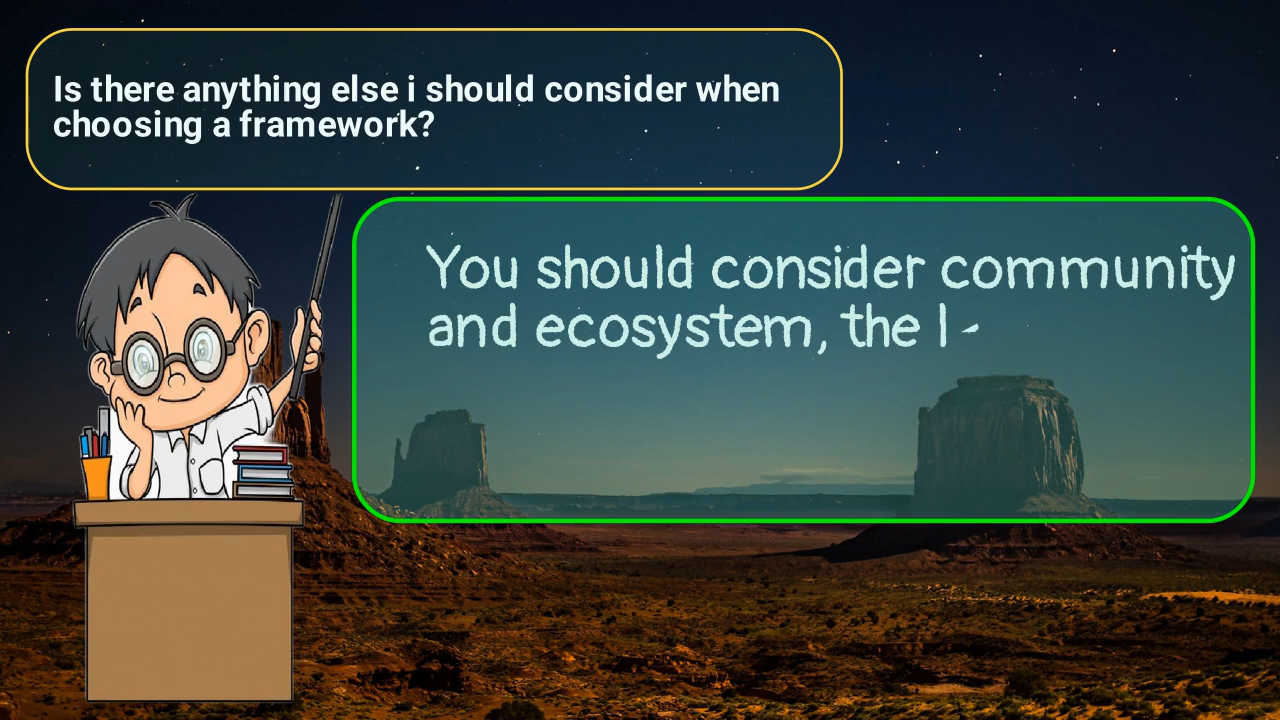 Is there anything else i should consider when
choosing a framework?
You should consider community
and ecosystem, the l